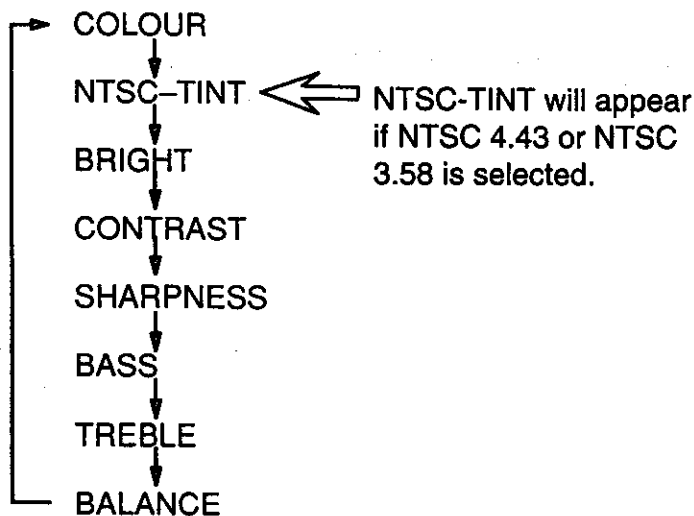 COLOUR
NTSC–TINT
NTSC-TINT will appear
if NTSC 4.43 or NTSC
3.58 is selected.
BRIGHT
CONTRAST
SHARPNESS
BASS
TREBLE
BALANCE